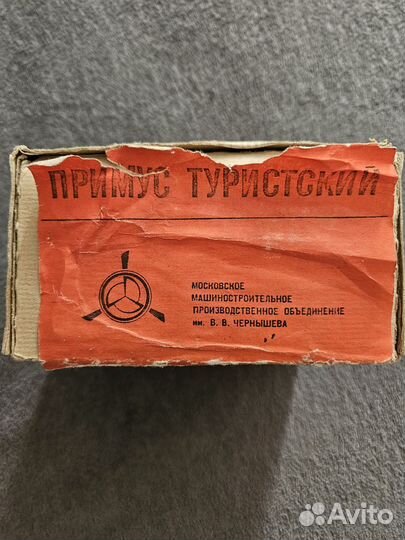 ПРИМУС ТУРИСТСКИЙ
МОСКОВСКОЕ
МАШИНОСТРОИТЕЛЬНОЕ
ПРОИЗВОДСТВЕННОЕ ОБЪЕДИНЕНИЕ
им. В. В. ЧЕРНЫШЕВА
Avito